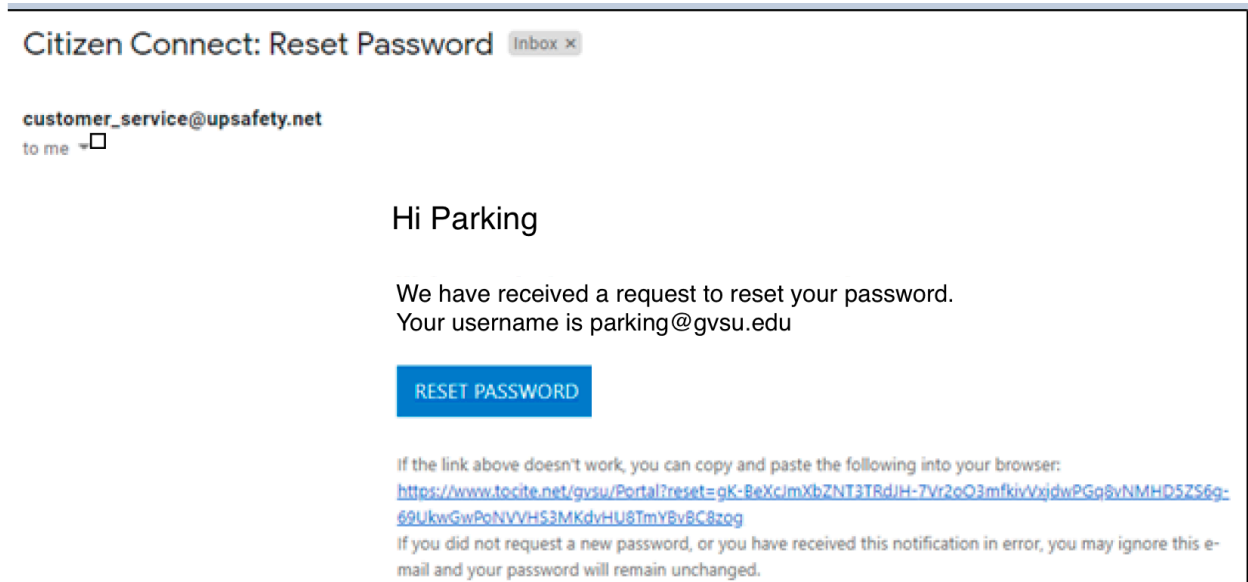 Citizen Connect: Reset Password Inbox ×
customer_service@upsafety.net
to me
Hi Parking
We have received a request to reset your password.
Your username is parking@gvsu.edu
RESET PASSWORD
If the link above doesn't work, you can copy and paste the following into your browser:
https://www.tocite.net/gvsu/Portal?reset=gK-BeXcJmXbZNT3TRdJH-7Vr2oO3mfkivVxjdwPGq8vNMHD5ZS6g-
69UkwGwPoNVVHS3MKdvHU8TmYBvBC8zog
If you did not request a new password, or you have received this notification in error, you may ignore this e-
mail and your password will remain unchanged.